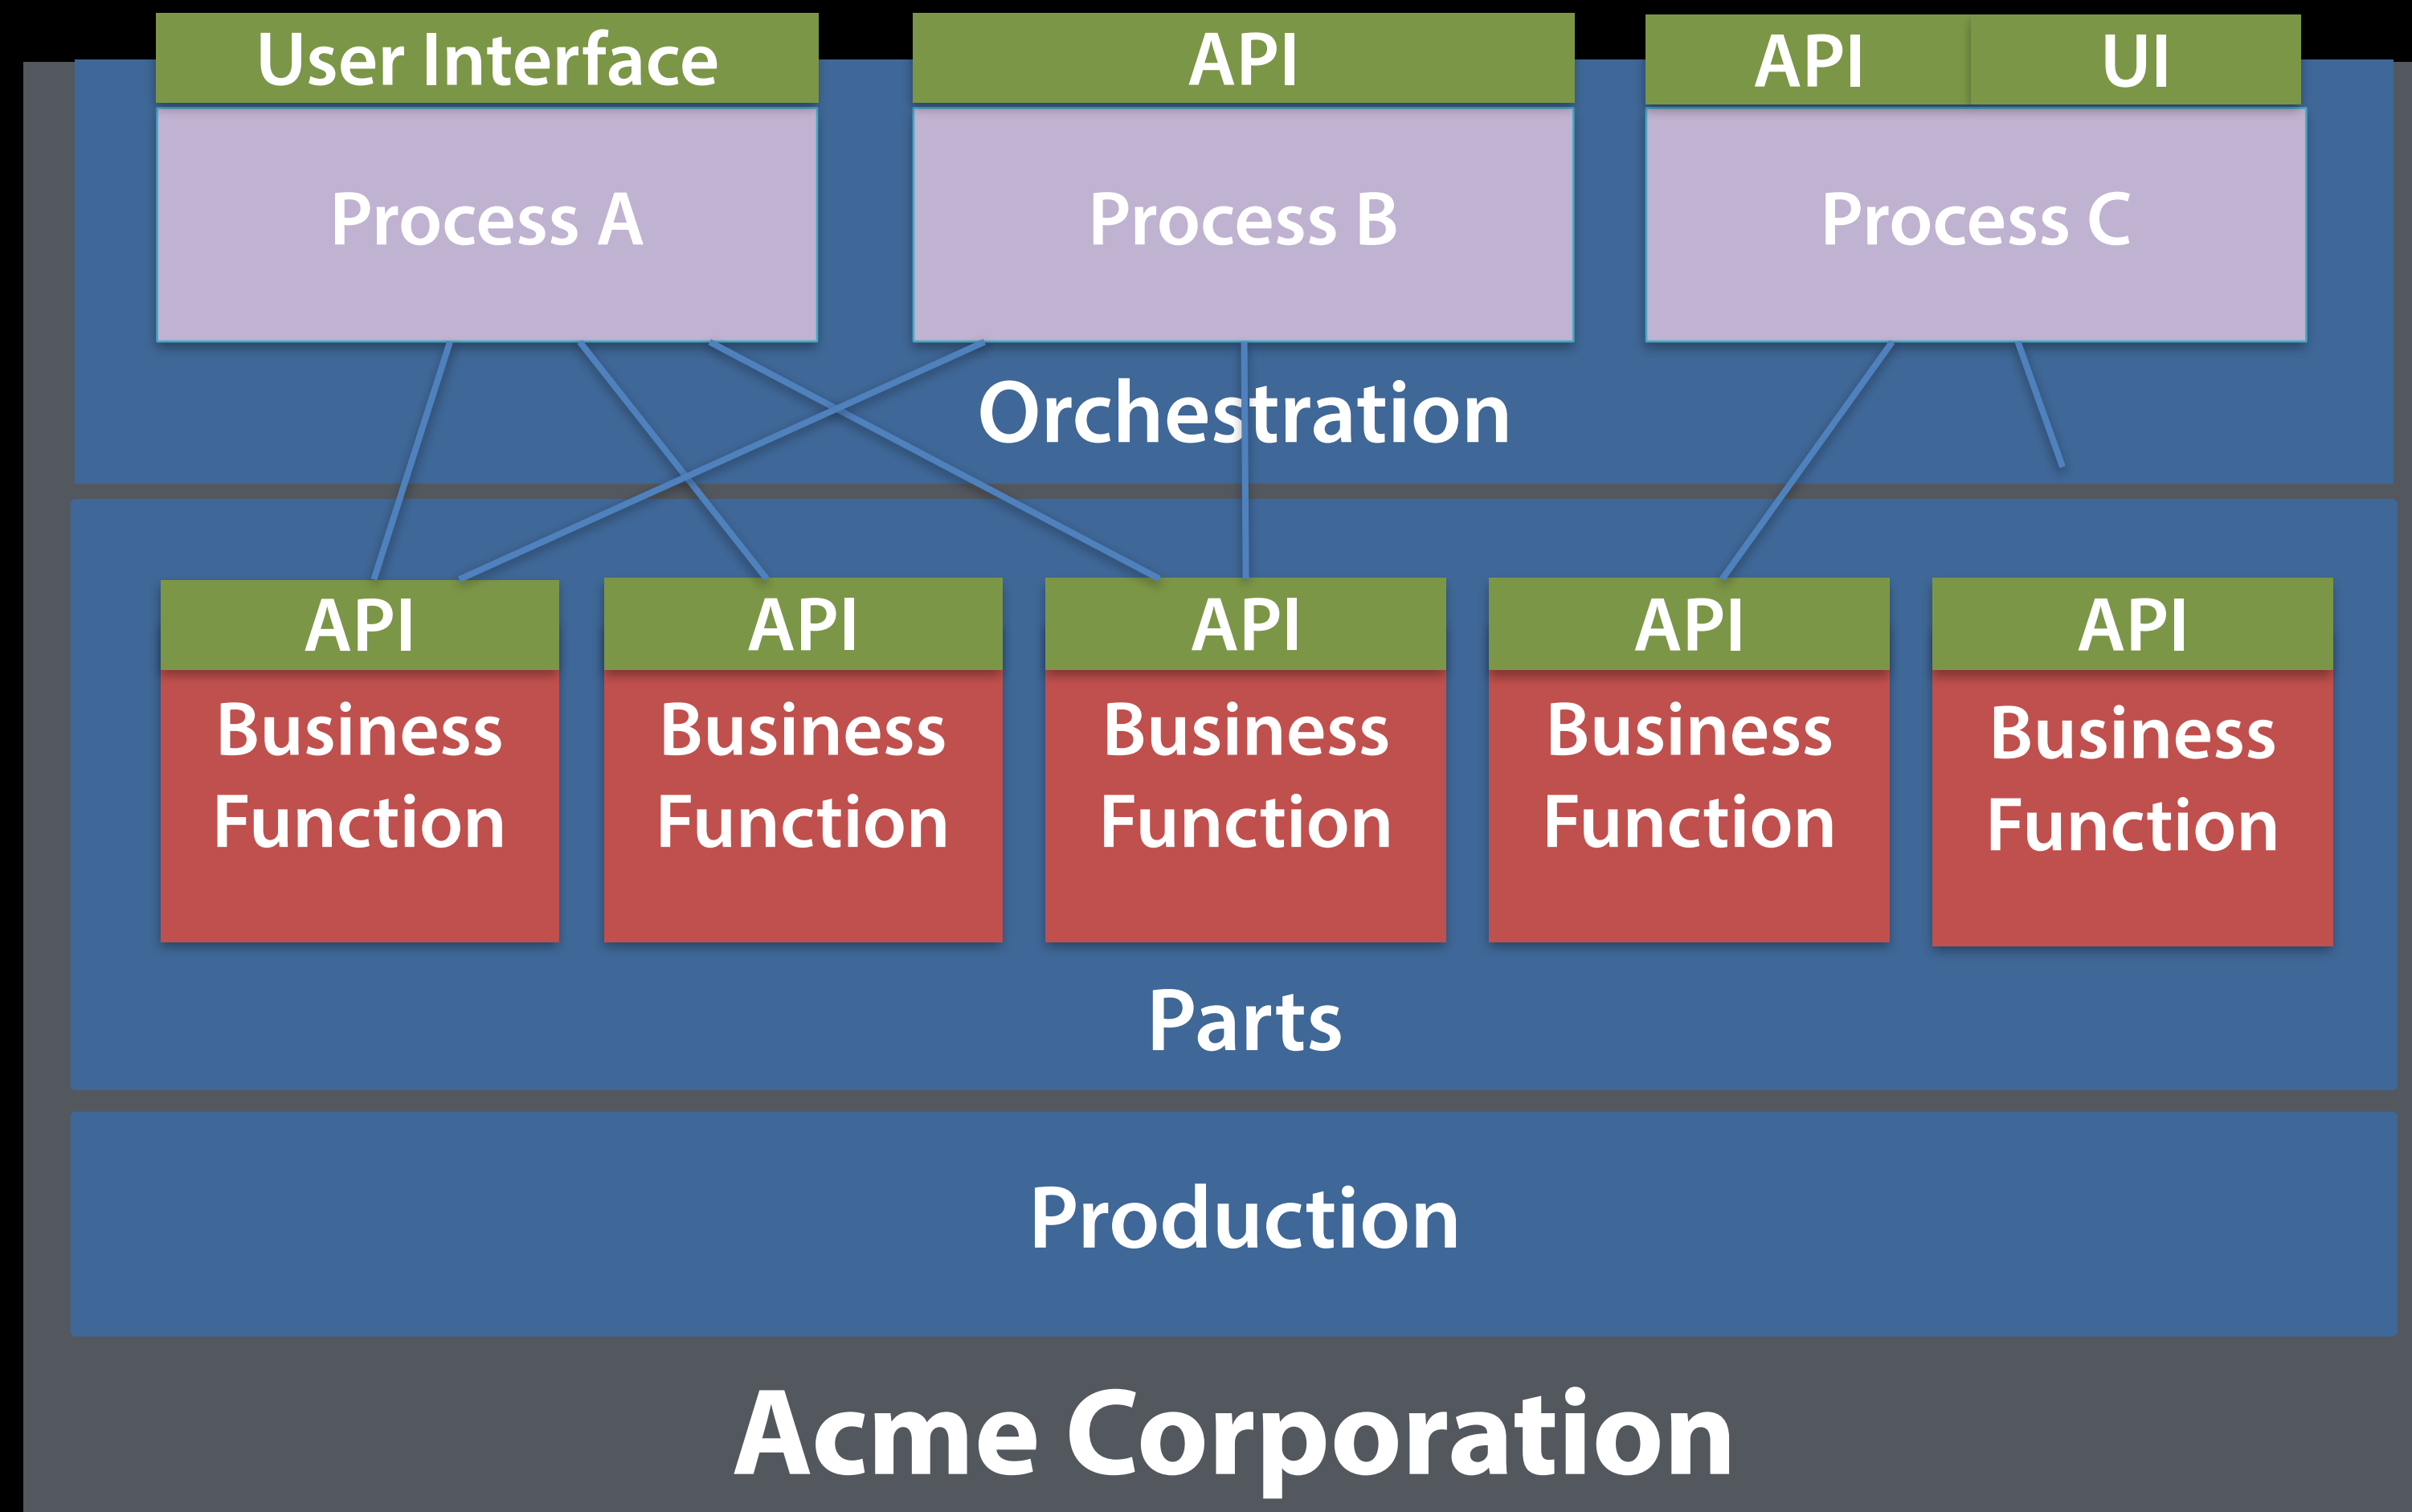 User Interface
API
API
UI
Process A
Process B
Process C
Orchestration
API
API
API
API
API
Business
Function
Business
Function
Business
Function
Business
Function
Business
Function
Parts
Production
Acme Corporation